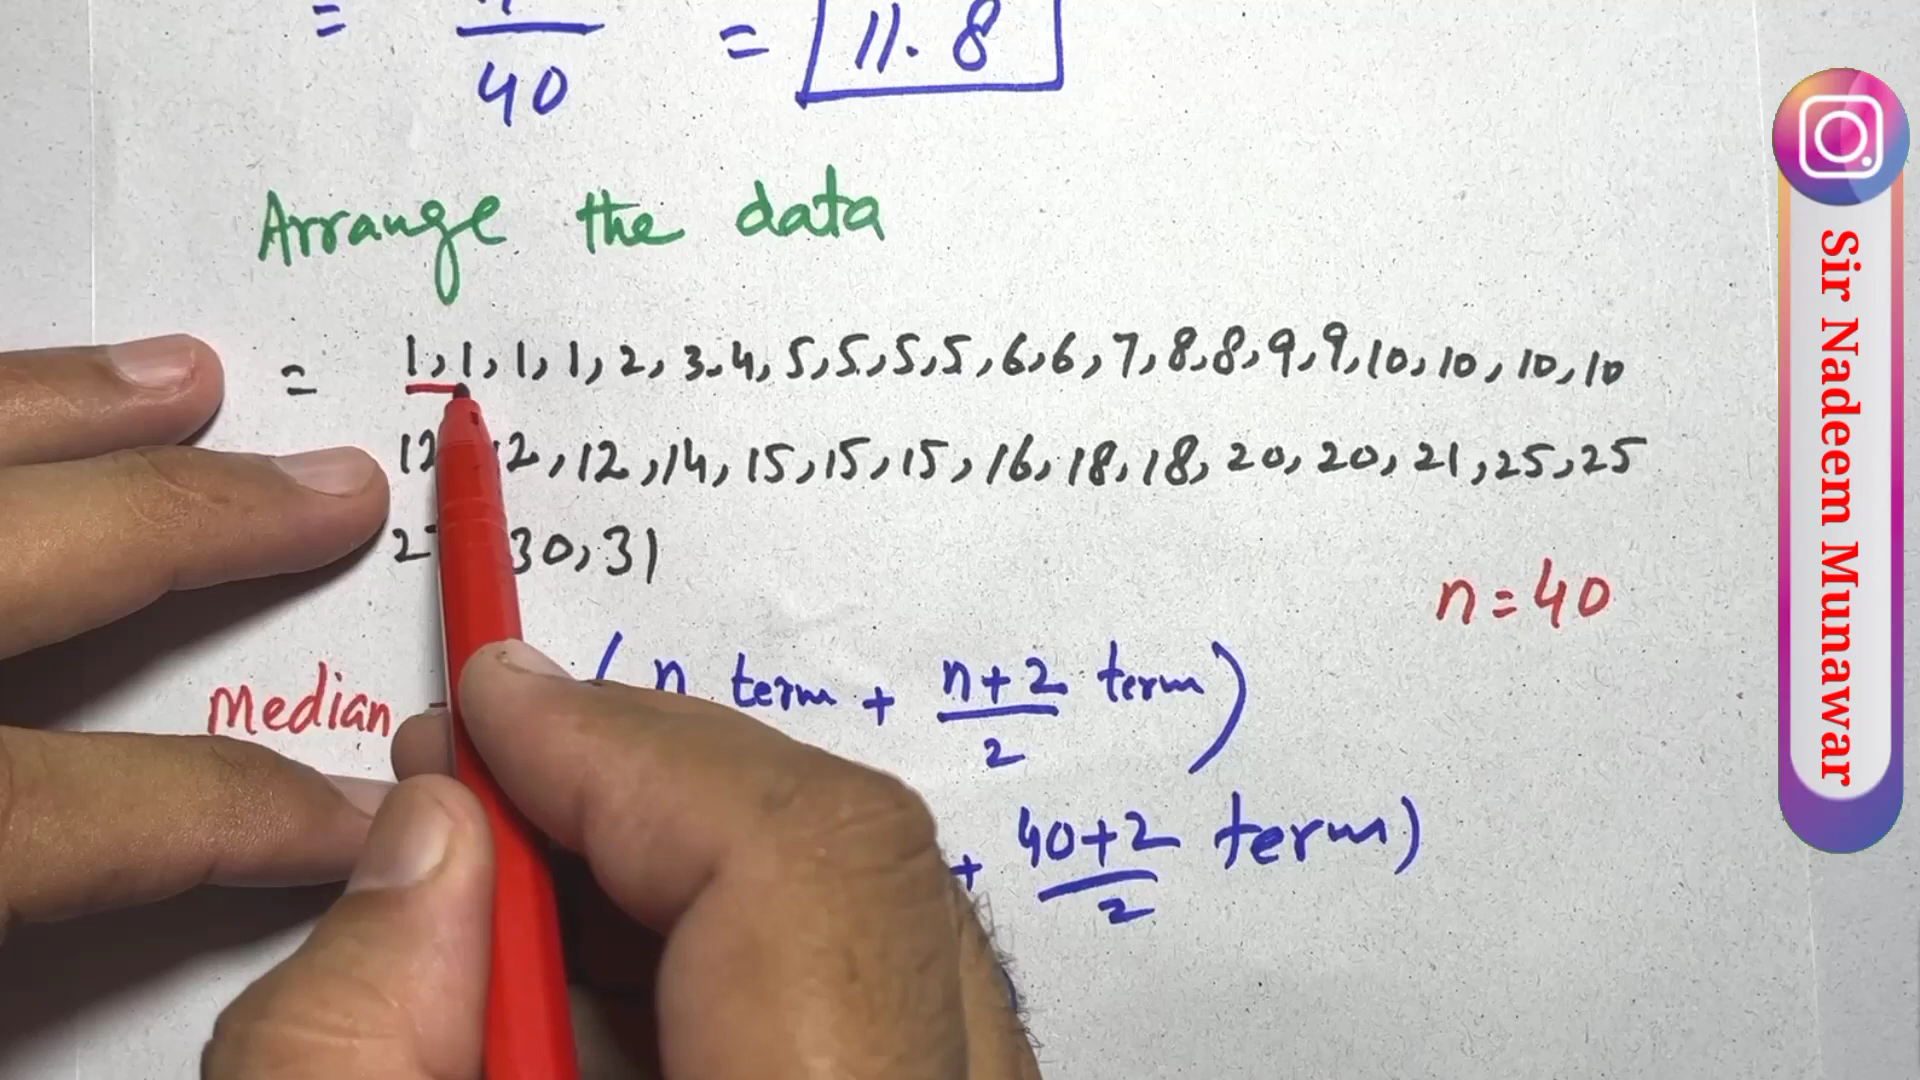 =
40
= 11.8
Arrange the data
= 1, 1, 1, 1, 2, 3, 4, 5, 5, 5, 5, 6, 6, 7, 8, 8, 9, 9, 10, 10, 10, 10
12, 12, 14, 15, 15, 15, 16, 18, 18, 20, 20, 21, 25, 25
30, 31
n = 40
Median
( n term + n+2 term )
2
+ 40+2 term)
2
Sir Nadeem Munawar